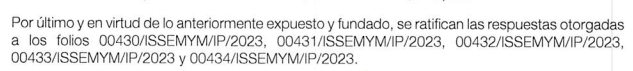 Por último y en virtud de lo anteriormente expuesto y fundado, se ratifican las respuestas otorgadas
a los folios 00430/ISSEMYM/IP/2023, 00431/ISSEMYM/IP/2023, 00432/ISSEMYM/IP/2023,
00433/ISSEMYM/IP/2023 y 00434/ISSEMYM/IP/2023.